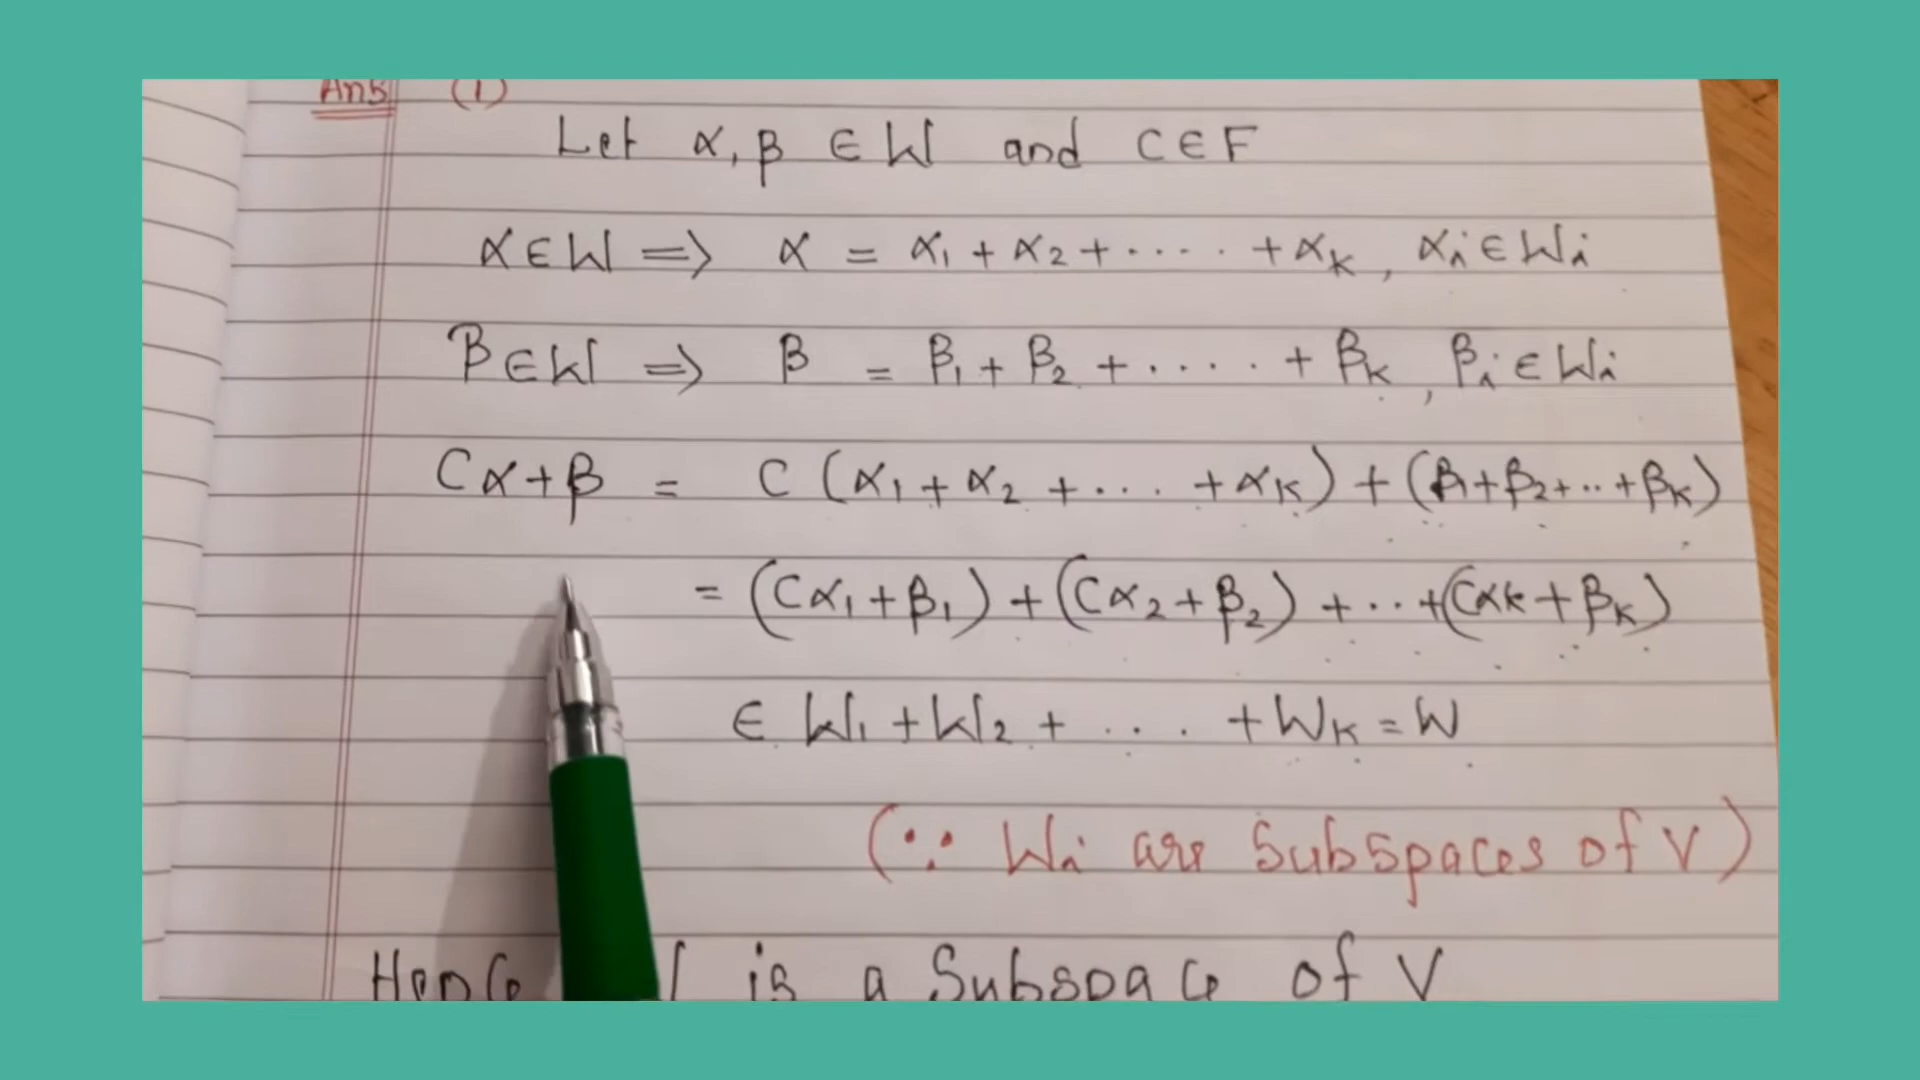 Ans (1)
Let α, β ∈ W and C ∈ F
α ∈ W ⟹ α = α₁ + α₂ + ..... + αₖ, αᵢ ∈ Wᵢ
β ∈ W ⟹ β = β₁ + β₂ + ..... + βₖ, βᵢ ∈ Wᵢ
Cα + β = C (α₁ + α₂ + .... + αₖ) + (β₁ + β₂ + .. + βₖ)
= (Cα₁ + β₁) + (Cα₂ + β₂) + .. + (Cαₖ + βₖ)
∈ W₁ + W₂ + .... + Wₖ = W
(∵ Wᵢ are Subspaces of V)
Hence is a Subspace of V